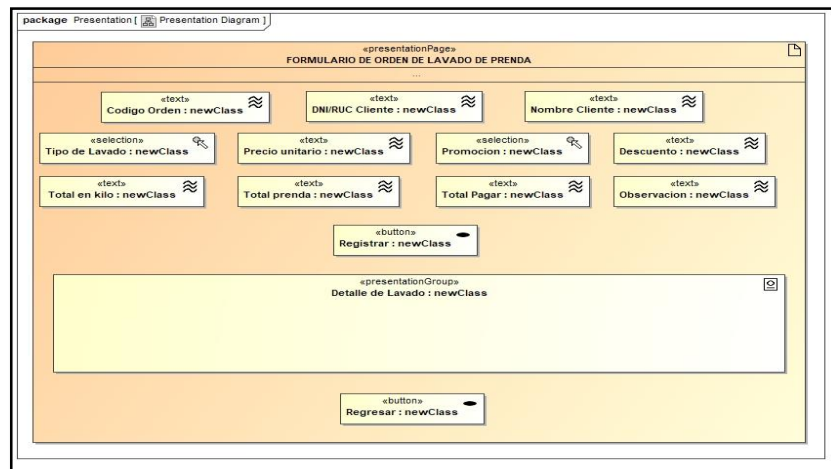 package Presentation [ Presentation Diagram ]
«presentationPage»
FORMULARIO DE ORDEN DE LAVADO DE PRENDA
...
«text» «text» «text»
Codigo Orden : newClass DNI/RUC Cliente : newClass Nombre Cliente : newClass
«selection» «text» «selection» «text»
Tipo de Lavado : newClass Precio unitario : newClass Promocion : newClass Descuento : newClass
«text» «text» «text» «text»
Total en kilo : newClass Total prenda : newClass Total Pagar : newClass Observacion : newClass
«button»
Registrar : newClass
«presentationGroup»
Detalle de Lavado : newClass
«button»
Regresar : newClass